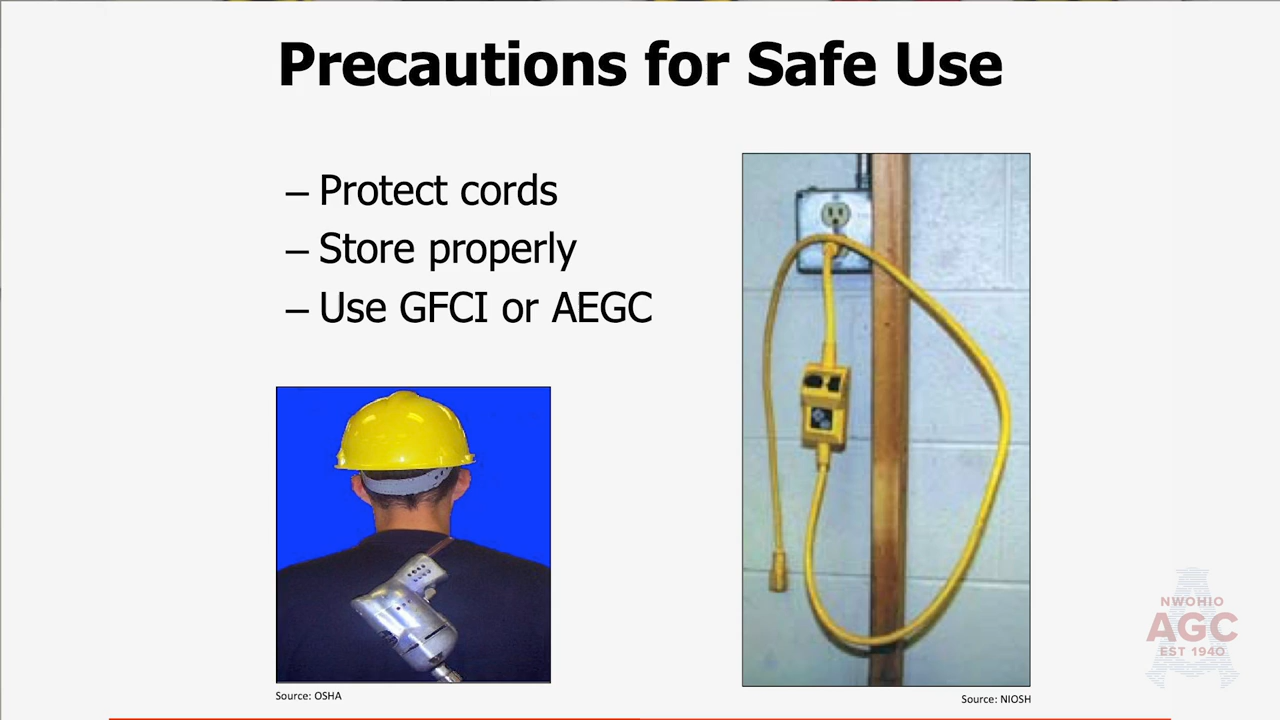 Precautions for Safe Use
– Protect cords
– Store properly
– Use GFCI or AEGC
Source: OSHA
Source: NIOSH
NWOHIO
AGC
EST 1940